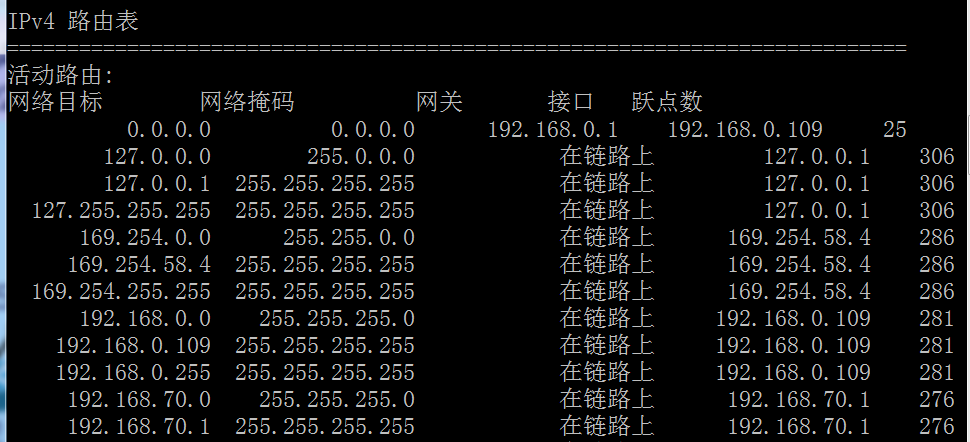 IPv4 路由表
===========================================================================
活动路由:
网络目标 网络掩码 网关 接口 跃点数
0.0.0.0 0.0.0.0 192.168.0.1 192.168.0.109 25
127.0.0.0 255.0.0.0 在链路上 127.0.0.1 306
127.0.0.1 255.255.255.255 在链路上 127.0.0.1 306
127.255.255.255 255.255.255.255 在链路上 127.0.0.1 306
169.254.0.0 255.255.0.0 在链路上 169.254.58.4 286
169.254.58.4 255.255.255.255 在链路上 169.254.58.4 286
169.254.255.255 255.255.255.255 在链路上 169.254.58.4 286
192.168.0.0 255.255.255.0 在链路上 192.168.0.109 281
192.168.0.109 255.255.255.255 在链路上 192.168.0.109 281
192.168.0.255 255.255.255.255 在链路上 192.168.0.109 281
192.168.70.0 255.255.255.0 在链路上 192.168.70.1 276
192.168.70.1 255.255.255.255 在链路上 192.168.70.1 276